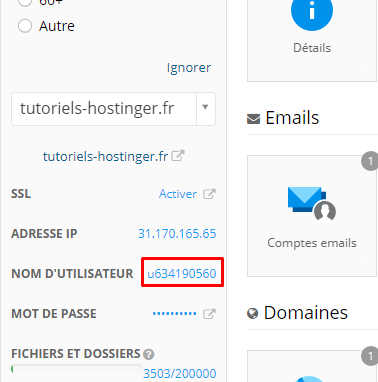 60+
Autre
Ignorer
tutoriels-hostinger.fr
tutoriels-hostinger.fr
SSL Activer
ADRESSE IP 31.170.165.65
NOM D'UTILISATEUR u634190560
MOT DE PASSE ••••••••••
FICHIERS ET DOSSIERS ?
3503/200000
i
Détails
Emails
1
Comptes emails
Domaines
1